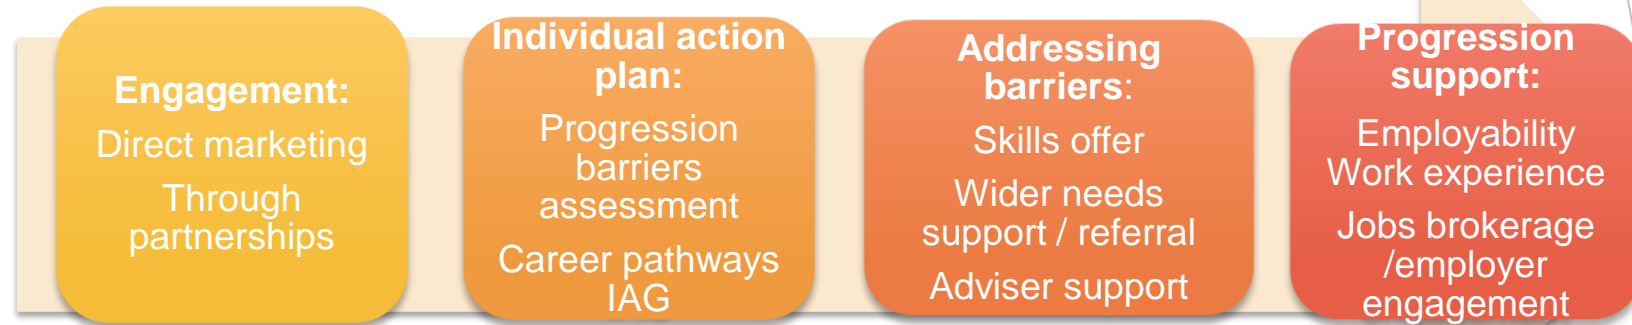 Engagement:
Direct marketing
Through
partnerships
Individual action
plan:
Progression
barriers
assessment
Career pathways
IAG
Addressing
barriers:
Skills offer
Wider needs
support / referral
Adviser support
Progression
support:
Employability
Work experience
Jobs brokerage
/employer
engagement